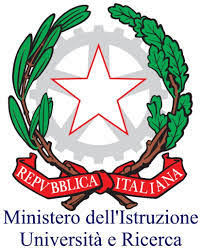 REPVBBLICA ITALIANA
Ministero dell'Istruzione
Università e Ricerca